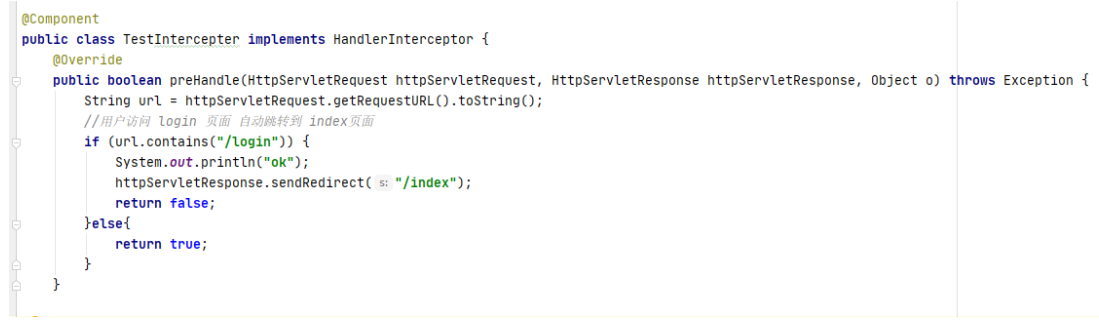 @Component
public class TestIntercepter implements HandlerInterceptor {
@Override
public boolean preHandle(HttpServletRequest httpServletRequest, HttpServletResponse httpServletResponse, Object o) throws Exception {
String url = httpServletRequest.getRequestURL().toString();
//用户访问 login 页面 自动跳转到 index页面
if (url.contains("/login")) {
System.out.println("ok");
httpServletResponse.sendRedirect( s: "/index");
return false;
}else{
return true;
}
}